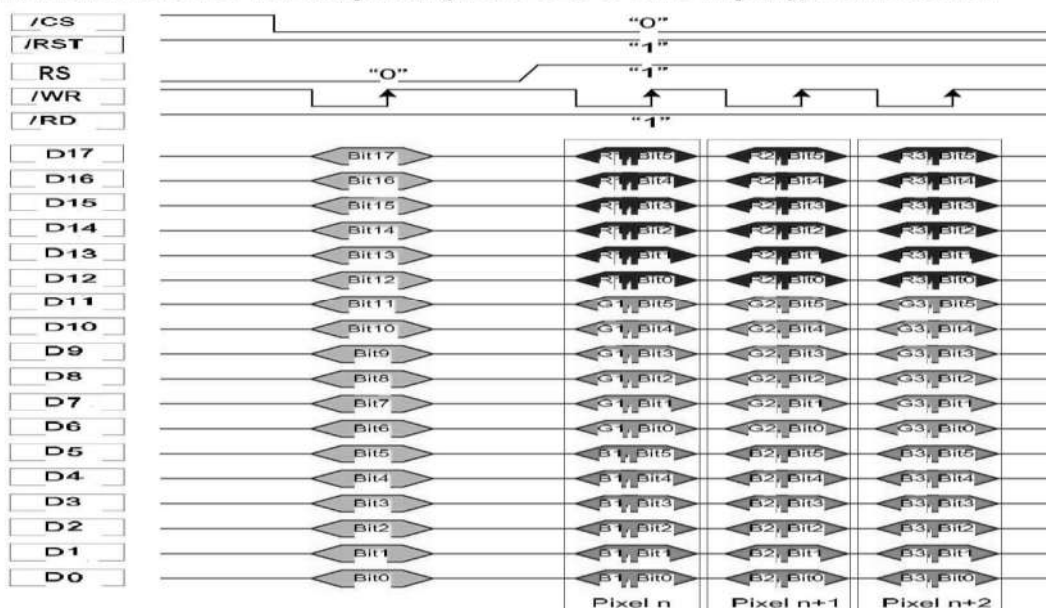 /CS “0”
/RST “1”
RS “0” “1”
/WR
/RD “1”
D17 Bit17 R1, Bit5 R2, Bit5 R3, Bit5
D16 Bit16 R1, Bit4 R2, Bit4 R3, Bit4
D15 Bit15 R1, Bit3 R2, Bit3 R3, Bit3
D14 Bit14 R1, Bit2 R2, Bit2 R3, Bit2
D13 Bit13 R1, Bit1 R2, Bit1 R3, Bit1
D12 Bit12 R1, Bit0 R2, Bit0 R3, Bit0
D11 Bit11 G1, Bit5 G2, Bit5 G3, Bit5
D10 Bit10 G1, Bit4 G2, Bit4 G3, Bit4
D9 Bit9 G1, Bit3 G2, Bit3 G3, Bit3
D8 Bit8 G1, Bit2 G2, Bit2 G3, Bit2
D7 Bit7 G1, Bit1 G2, Bit1 G3, Bit1
D6 Bit6 G1, Bit0 G2, Bit0 G3, Bit0
D5 Bit5 B1, Bit5 B2, Bit5 B3, Bit5
D4 Bit4 B1, Bit4 B2, Bit4 B3, Bit4
D3 Bit3 B1, Bit3 B2, Bit3 B3, Bit3
D2 Bit2 B1, Bit2 B2, Bit2 B3, Bit2
D1 Bit1 B1, Bit1 B2, Bit1 B3, Bit1
D0 Bit0 B1, Bit0 B2, Bit0 B3, Bit0
Pixel n Pixel n+1 Pixel n+2